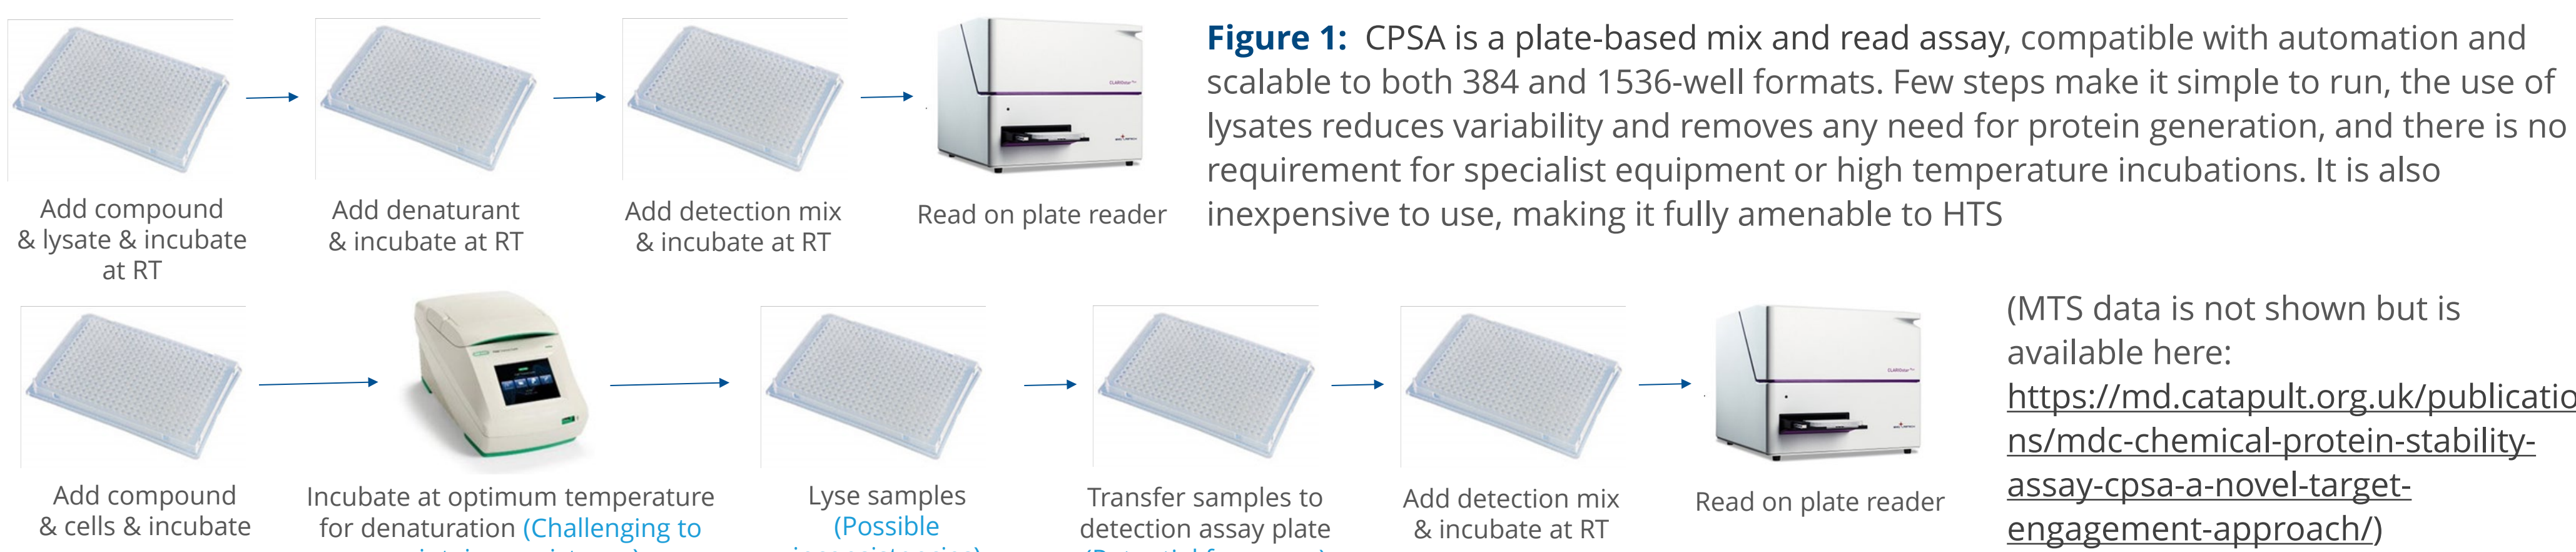 Figure 1: CPSA is a plate-based mix and read assay, compatible with automation and
scalable to both 384 and 1536-well formats. Few steps make it simple to run, the use of
lysates reduces variability and removes any need for protein generation, and there is no
requirement for specialist equipment or high temperature incubations. It is also
inexpensive to use, making it fully amenable to HTS
Add compound
& lysate & incubate
at RT
Add denaturant
& incubate at RT
Add detection mix
& incubate at RT
Read on plate reader
Add compound
& cells & incubate
Incubate at optimum temperature
for denaturation (Challenging to
Lyse samples
(Possible
Transfer samples to
detection assay plate
Add detection mix
& incubate at RT
Read on plate reader
(MTS data is not shown but is
available here:
https://md.catapult.org.uk/publicatio
ns/mdc-chemical-protein-stability-
assay-cpsa-a-novel-target-
engagement-approach/)